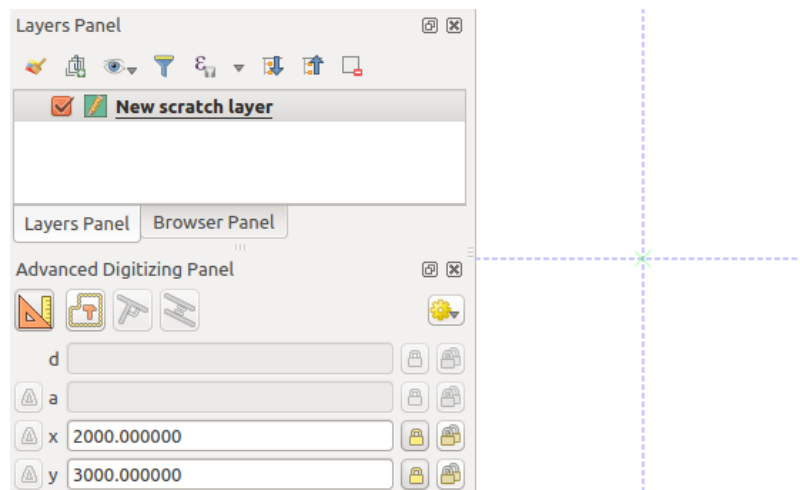 Layers Panel
New scratch layer
Layers Panel
Browser Panel
Advanced Digitizing Panel
d
a
x 2000.000000
y 3000.000000